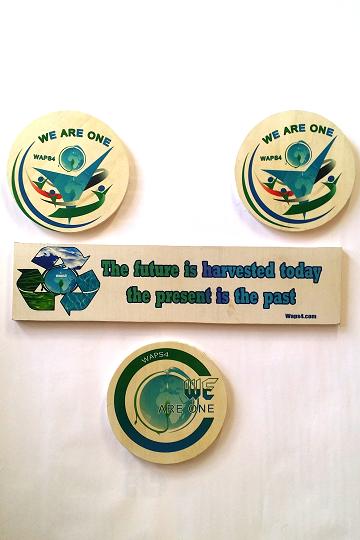 WE ARE ONE
WAPS4
WE ARE ONE
WAPS4
The future is harvested today
the present is the past
Waps4.com
WAPS4
WE
ARE ONE